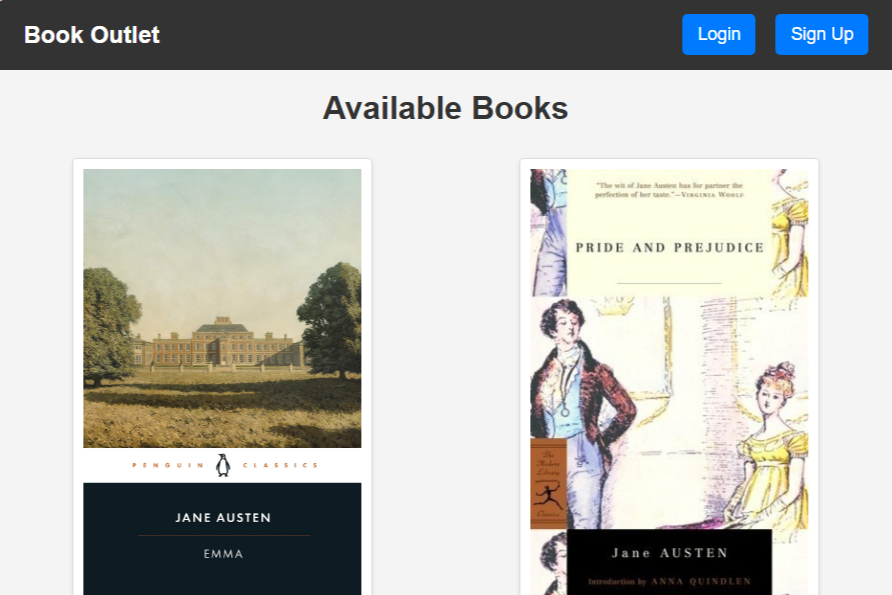 Book Outlet
Login
Sign Up
Available Books
PENGUIN CLASSICS
JANE AUSTEN
EMMA
"The wit of Jane Austen has for partner the
perfection of her taste."—VIRGINIA WOOLF
PRIDE AND PREJUDICE
The
Modern
Library
Classics
Jane AUSTEN
Introduction by ANNA QUINDLEN